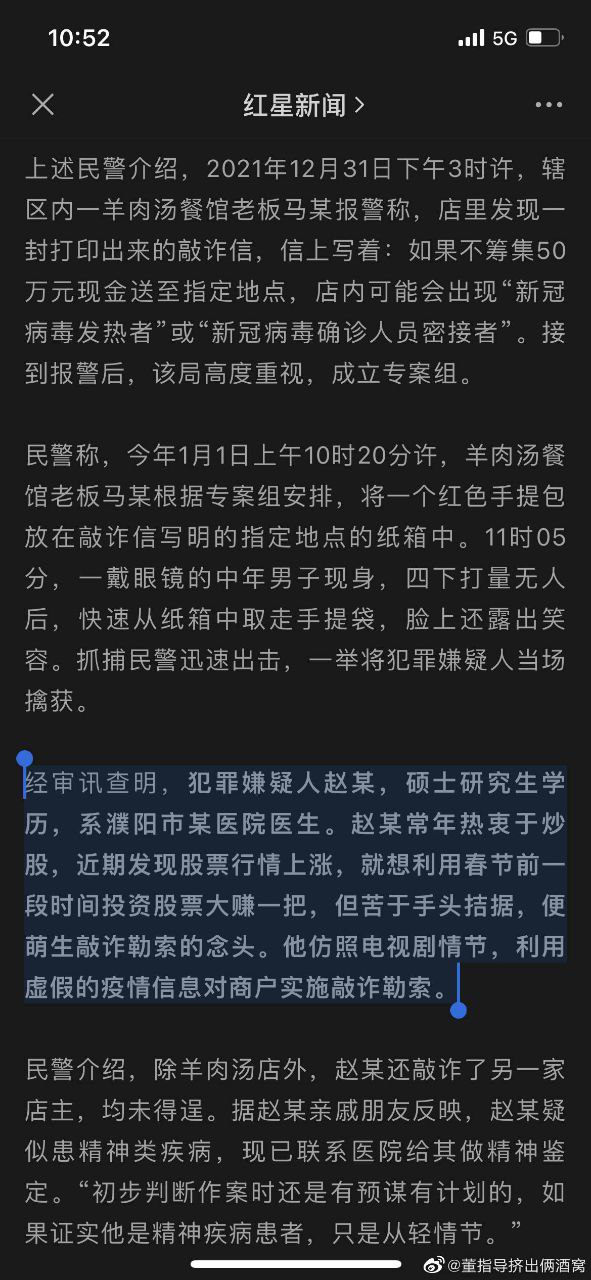 10:52
5G
红星新闻
上述民警介绍，2021年12月31日下午3时许，辖
区内一羊肉汤餐馆老板马某报警称，店里发现一
封打印出来的敲诈信，信上写着：如果不筹集50
万元现金送至指定地点，店内可能会出现“新冠
病毒发热者”或“新冠病毒确诊人员密接者”。接
到报警后，该局高度重视，成立专案组。
民警称，今年1月1日上午10时20分许，羊肉汤餐
馆老板马某根据专案组安排，将一个红色手提包
放在敲诈信写明的指定地点的纸箱中。11时05
分，一戴眼镜的中年男子现身，四下打量无人
后，快速从纸箱中取走手提袋，脸上还露出笑
容。抓捕民警迅速出击，一举将犯罪嫌疑人当场
擒获。
经审讯查明，犯罪嫌疑人赵某，硕士研究生学
历，系濮阳市某医院医生。赵某常年热衷于炒
股，近期发现股票行情上涨，就想利用春节前一
段时间投资股票大赚一把，但苦于手头拮据，便
萌生敲诈勒索的念头。他仿照电视剧情节，利用
虚假的疫情信息对商户实施敲诈勒索。
民警介绍，除羊肉汤店外，赵某还敲诈了另一家
店主，均未得逞。据赵某亲戚朋友反映，赵某疑
似患精神类疾病，现已联系医院给其做精神鉴
定。“初步判断作案时还是有预谋有计划的，如
果证实他是精神疾病患者，只是从轻情节。”
@董指导挤出俩酒窝